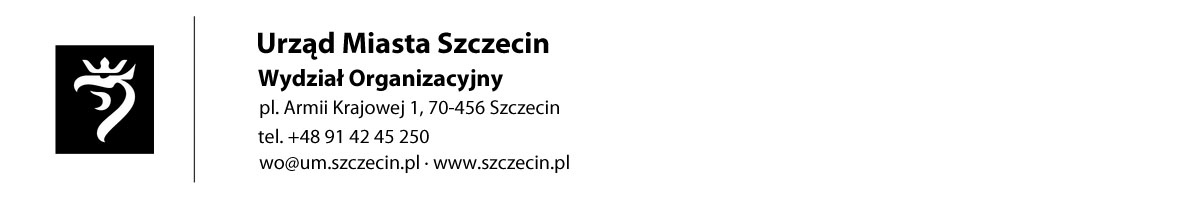 Urząd Miasta Szczecin
Wydział Organizacyjny
pl. Armii Krajowej 1, 70-456 Szczecin
tel. +48 91 42 45 250
wo@um.szczecin.pl · www.szczecin.pl